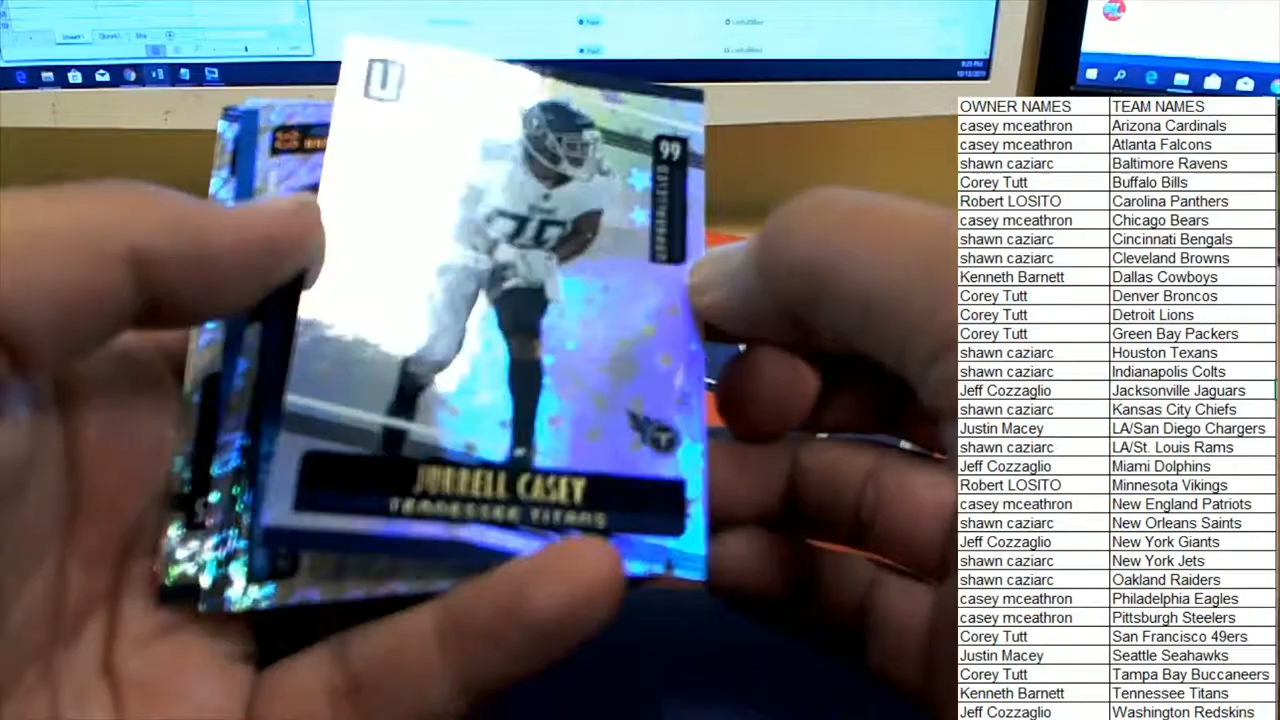 U
99
UNPARALLELED
JURRELL CASEY
TENNESSEE TITANS
OWNER NAMES TEAM NAMES
casey mceathron Arizona Cardinals
casey mceathron Atlanta Falcons
shawn caziarc Baltimore Ravens
Corey Tutt Buffalo Bills
Robert LOSITO Carolina Panthers
casey mceathron Chicago Bears
shawn caziarc Cincinnati Bengals
shawn caziarc Cleveland Browns
Kenneth Barnett Dallas Cowboys
Corey Tutt Denver Broncos
Corey Tutt Detroit Lions
Corey Tutt Green Bay Packers
shawn caziarc Houston Texans
shawn caziarc Indianapolis Colts
Jeff Cozzaglio Jacksonville Jaguars
shawn caziarc Kansas City Chiefs
Justin Macey LA/San Diego Chargers
shawn caziarc LA/St. Louis Rams
Jeff Cozzaglio Miami Dolphins
Robert LOSITO Minnesota Vikings
casey mceathron New England Patriots
shawn caziarc New Orleans Saints
Jeff Cozzaglio New York Giants
shawn caziarc New York Jets
shawn caziarc Oakland Raiders
casey mceathron Philadelphia Eagles
casey mceathron Pittsburgh Steelers
Corey Tutt San Francisco 49ers
Justin Macey Seattle Seahawks
Corey Tutt Tampa Bay Buccaneers
Kenneth Barnett Tennessee Titans
Jeff Cozzaglio Washington Redskins